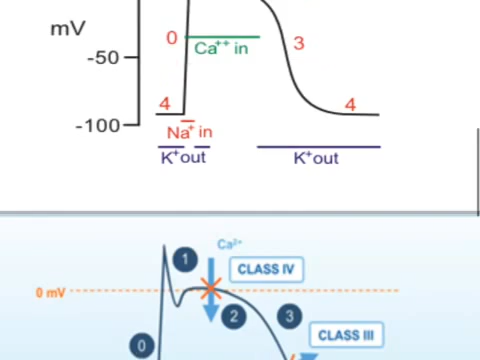 mV
0
Ca++ in
3
-50
4
4
-100
Na+ in
K+out
K+out
Ca2+
1
CLASS IV
0 mV
2
3
0
CLASS III